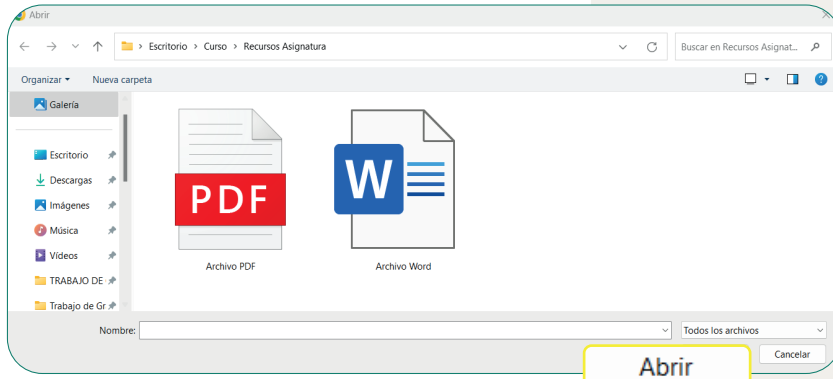 Abrir
Escritorio > Curso > Recursos Asignatura
Buscar en Recursos Asignat...
Organizar
Nueva carpeta
Galería
Escritorio
Descargas
Imágenes
Música
Vídeos
TRABAJO DE
Trabajo de Gr
PDF
W
Archivo PDF
Archivo Word
Nombre:
Todos los archivos
Abrir
Cancelar